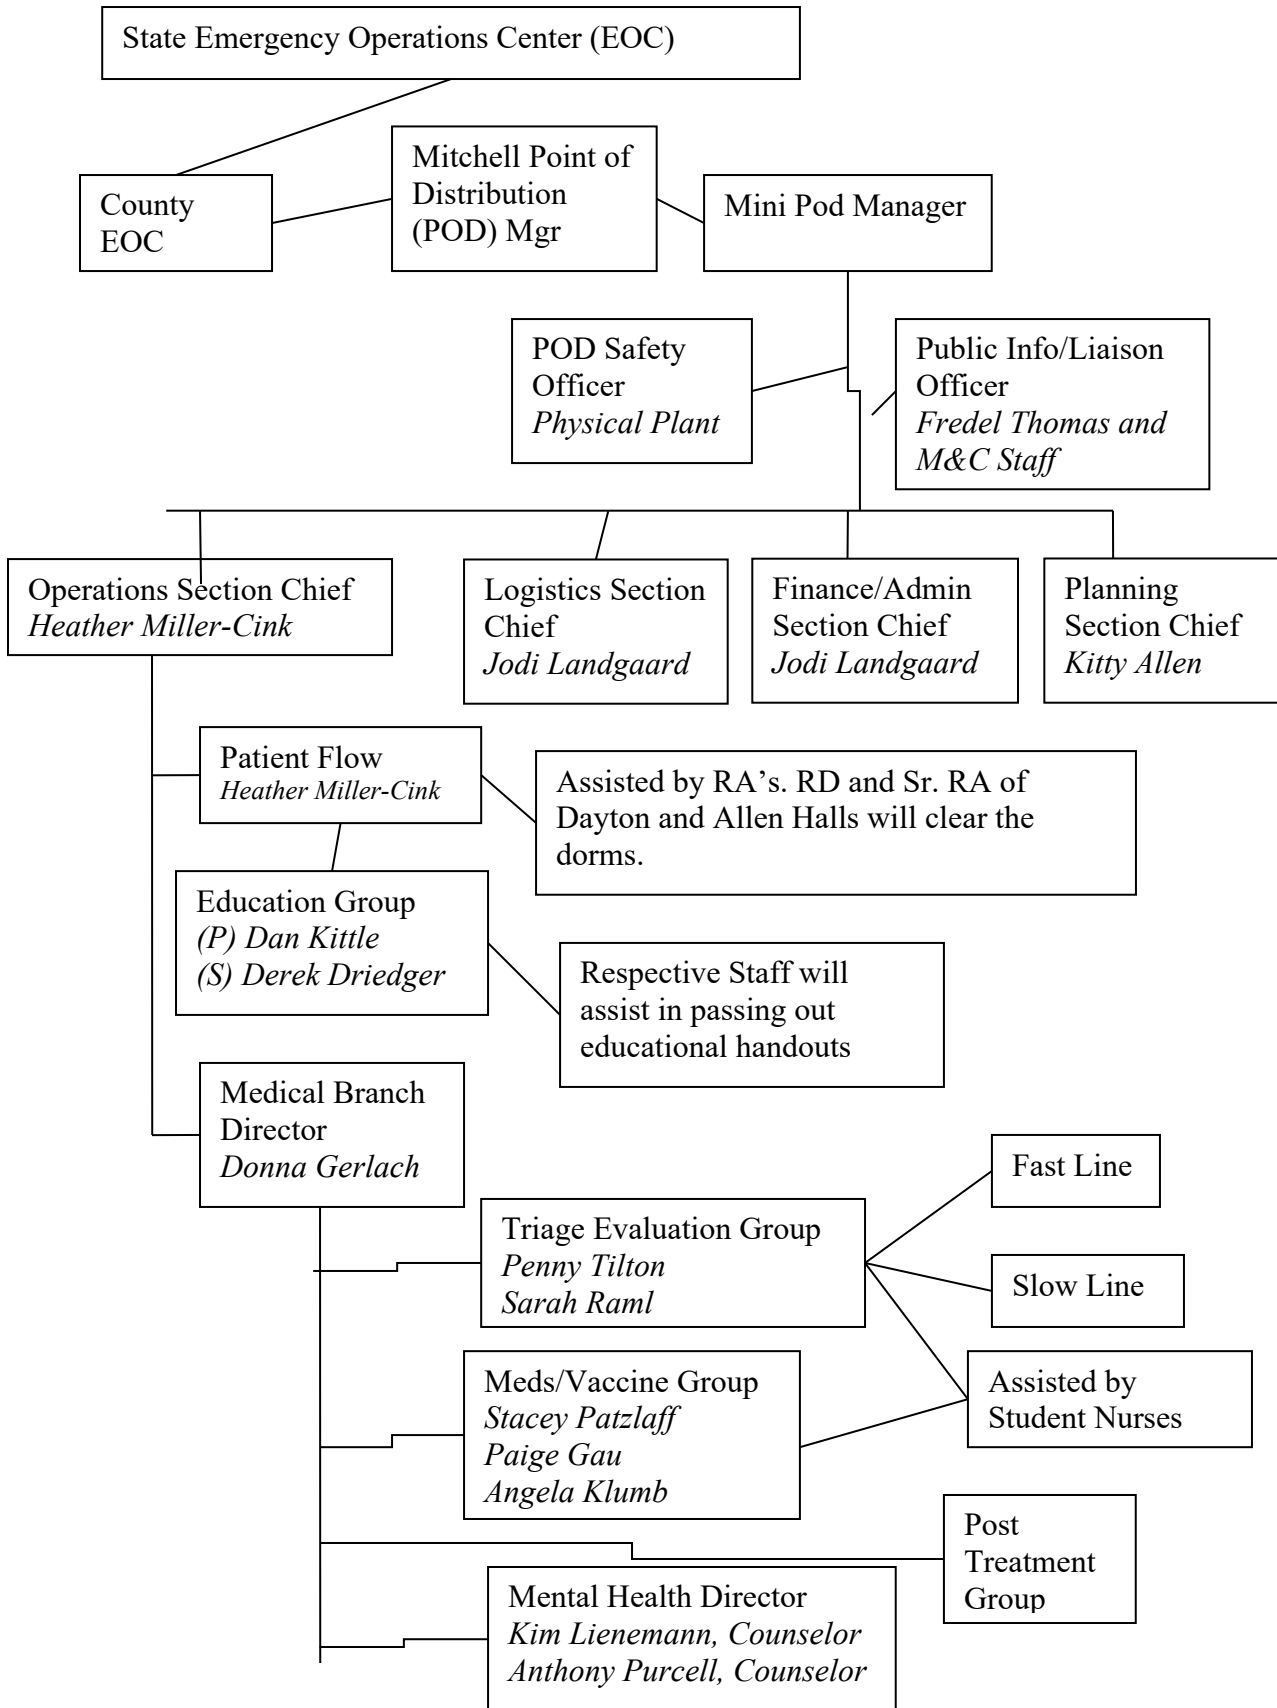 State Emergency Operations Center (EOC)
County
EOC
Mitchell Point of
Distribution
(POD) Mgr
Mini Pod Manager
POD Safety
Officer
Physical Plant
Public Info/Liaison
Officer
Fredel Thomas and
M&C Staff
Operations Section Chief
Heather Miller-Cink
Logistics Section
Chief
Jodi Landgaard
Finance/Admin
Section Chief
Jodi Landgaard
Planning
Section Chief
Kitty Allen
Patient Flow
Heather Miller-Cink
Assisted by RA’s. RD and Sr. RA of
Dayton and Allen Halls will clear the
dorms.
Education Group
(P) Dan Kittle
(S) Derek Driedger
Respective Staff will
assist in passing out
educational handouts
Medical Branch
Director
Donna Gerlach
Fast Line
Triage Evaluation Group
Penny Tilton
Sarah Raml
Slow Line
Meds/Vaccine Group
Stacey Patzlaff
Paige Gau
Angela Klumb
Assisted by
Student Nurses
Post
Treatment
Group
Mental Health Director
Kim Lienemann, Counselor
Anthony Purcell, Counselor